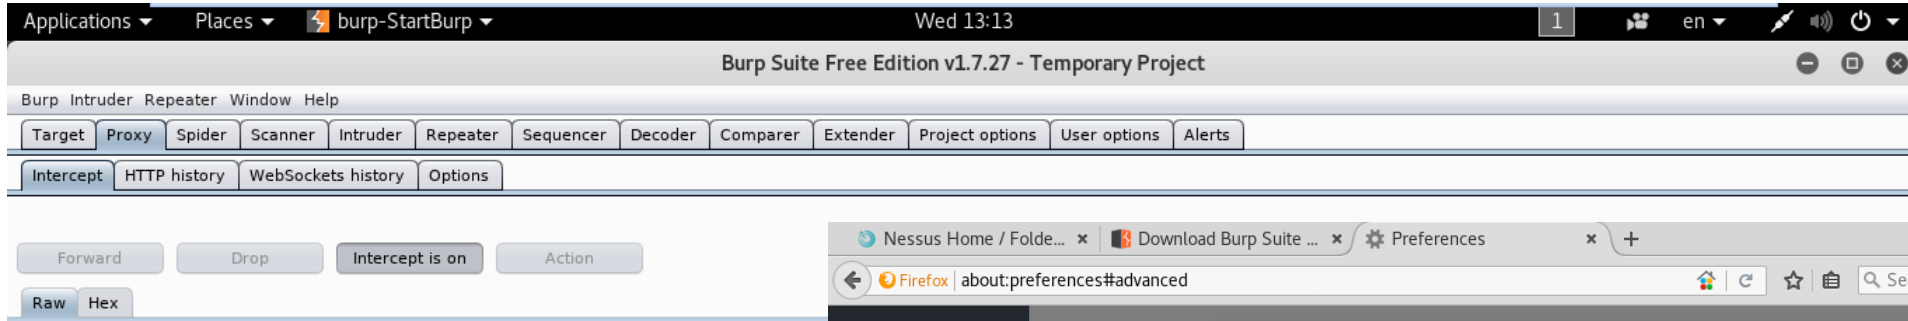 Applications Places burp-StartBurp Wed 13:13 1 en
Burp Suite Free Edition v1.7.27 - Temporary Project
Burp Intruder Repeater Window Help
Target Proxy Spider Scanner Intruder Repeater Sequencer Decoder Comparer Extender Project options User options Alerts
Intercept HTTP history WebSockets history Options
Nessus Home / Folde... Download Burp Suite ... Preferences
Forward Drop Intercept is on Action
Firefox about:preferences#advanced Se
Raw Hex